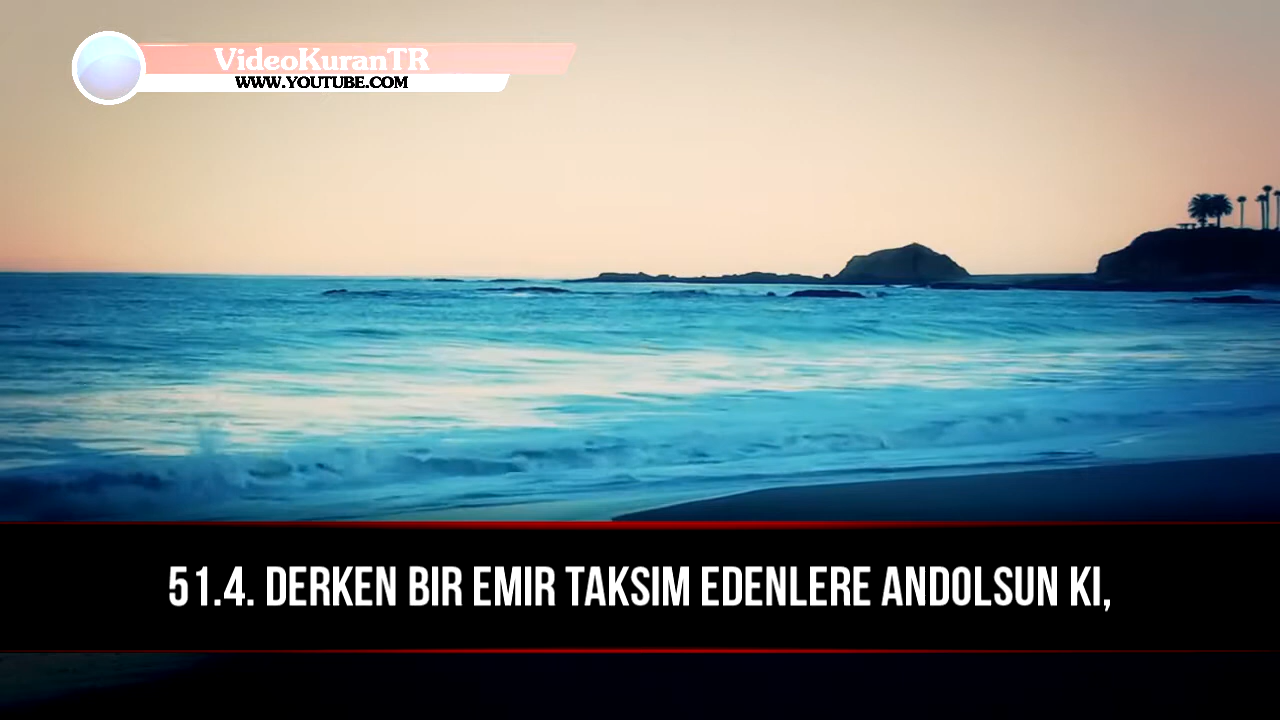 VideoKuranTR
WWW.YOUTUBE.COM
51.4. DERKEN BIR EMIR TAKSIM EDENLERE ANDOLSUN KI,